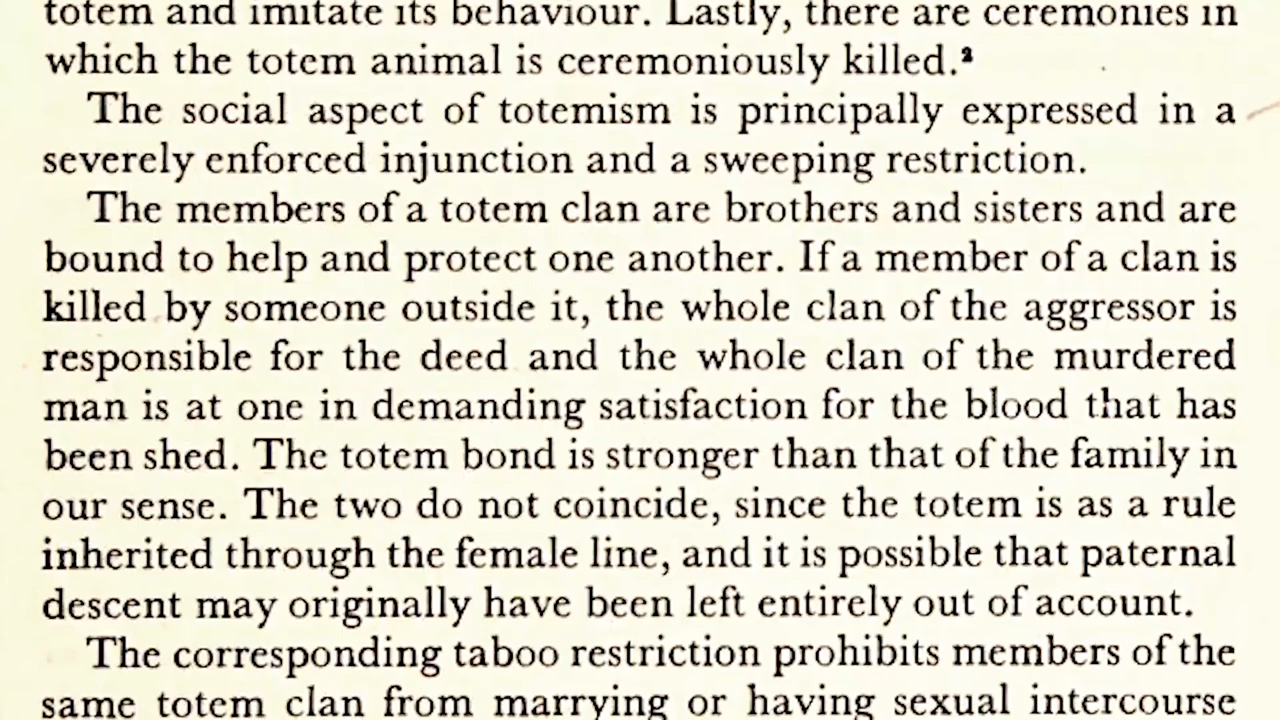 totem and imitate its behaviour. Lastly, there are ceremonies in
which the totem animal is ceremoniously killed.²
The social aspect of totemism is principally expressed in a
severely enforced injunction and a sweeping restriction.
The members of a totem clan are brothers and sisters and are
bound to help and protect one another. If a member of a clan is
killed by someone outside it, the whole clan of the aggressor is
responsible for the deed and the whole clan of the murdered
man is at one in demanding satisfaction for the blood that has
been shed. The totem bond is stronger than that of the family in
our sense. The two do not coincide, since the totem is as a rule
inherited through the female line, and it is possible that paternal
descent may originally have been left entirely out of account.
The corresponding taboo restriction prohibits members of the
same totem clan from marrying or having sexual intercourse